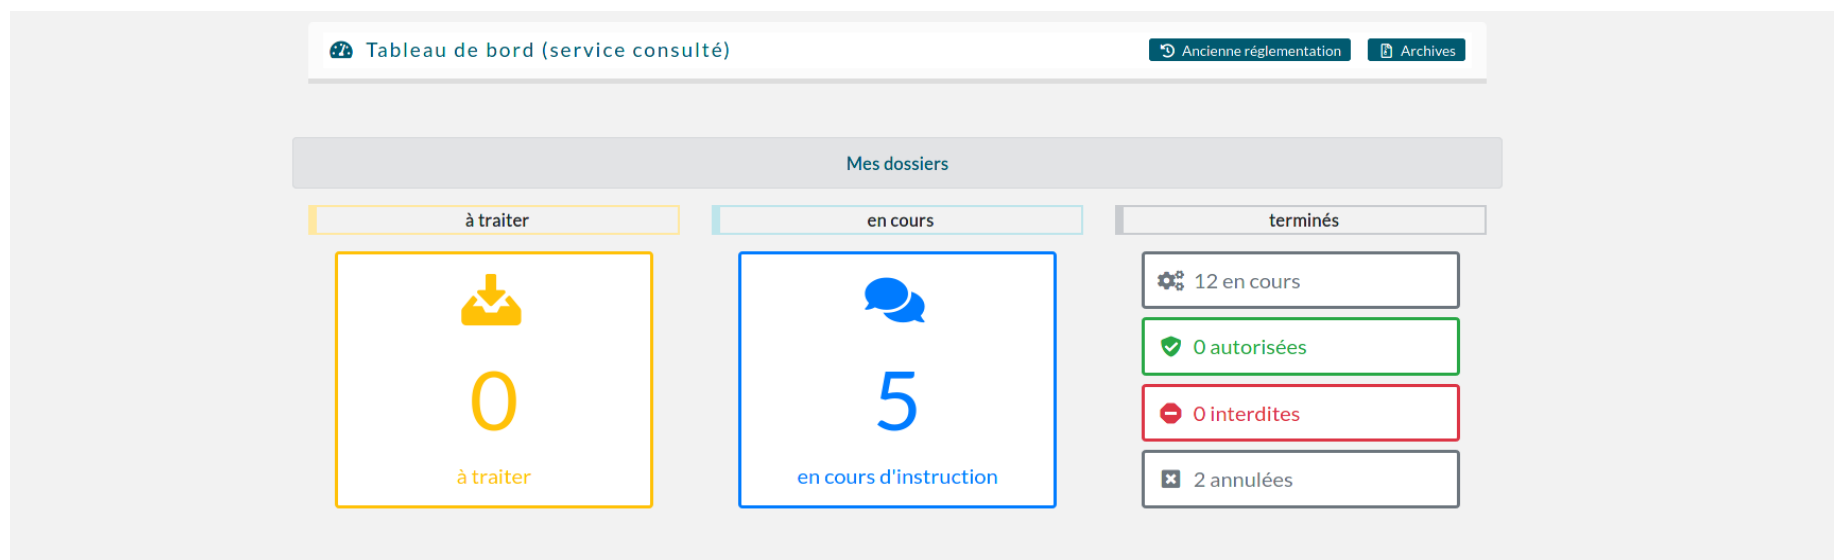 Tableau de bord (service consulté)
Ancienne réglementation
Archives
Mes dossiers
à traiter
0
à traiter
en cours
5
en cours d'instruction
terminés
12 en cours
0 autorisées
0 interdites
2 annulées